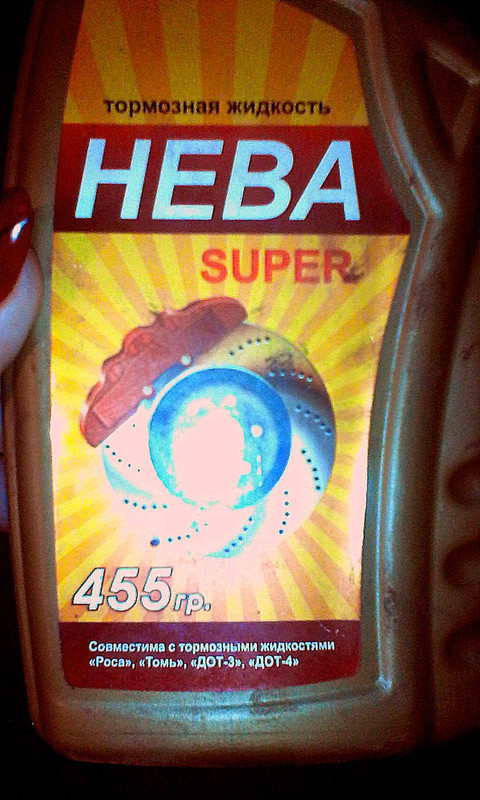 тормозная жидкость
НЕВА
SUPER
455гр.
Совместима с тормозными жидкостями
«Роса», «Томь», «ДОТ-3», «ДОТ-4»